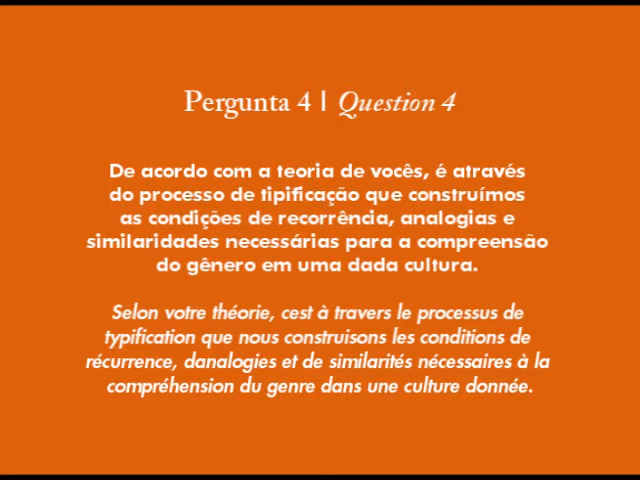 Pergunta 4 | Question 4
De acordo com a teoria de vocês, é através
do processo de tipificação que construímos
as condições de recorrência, analogias e
similaridades necessárias para a compreensão
do gênero em uma dada cultura.
Selon votre théorie, cest à travers le processus de
typification que nous construisons les conditions de
récurrence, danalogies et de similarités nécessaires à la
compréhension du genre dans une culture donnée.